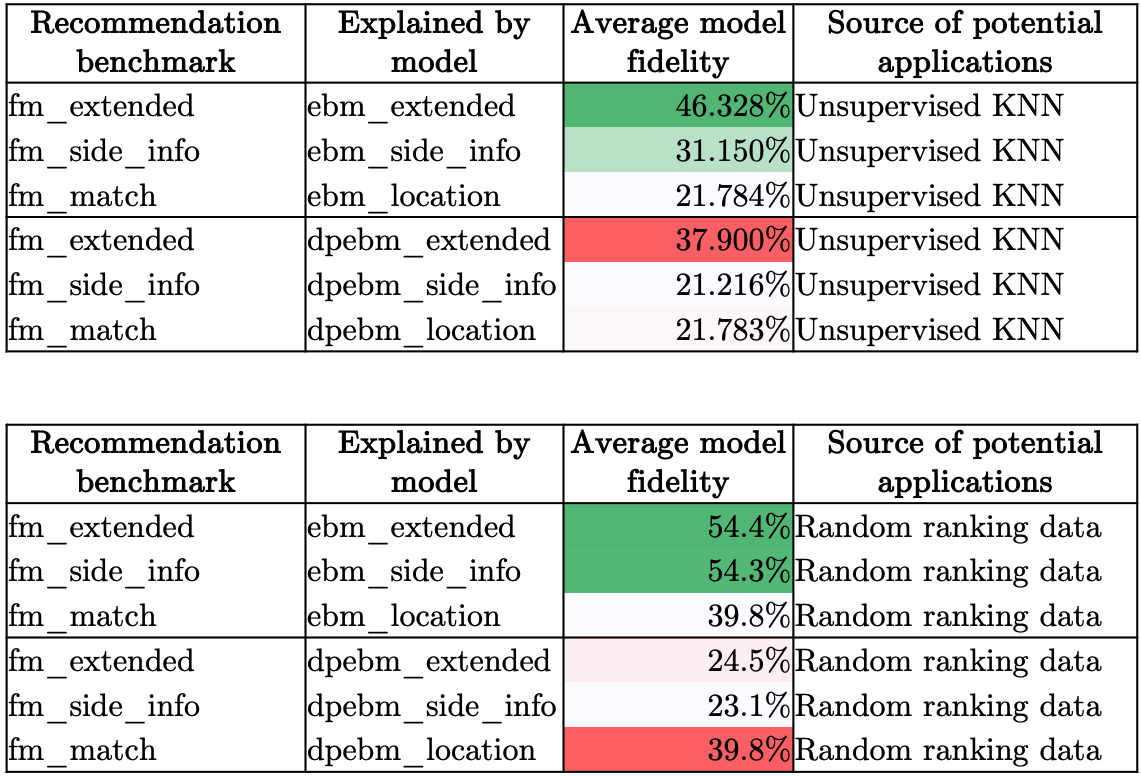 Recommendation benchmark | Explained by model | Average model fidelity | Source of potential applications
fm_extended | ebm_extended | 46.328% | Unsupervised KNN
fm_side_info | ebm_side_info | 31.150% | Unsupervised KNN
fm_match | ebm_location | 21.784% | Unsupervised KNN
fm_extended | dpebm_extended | 37.900% | Unsupervised KNN
fm_side_info | dpebm_side_info | 21.216% | Unsupervised KNN
fm_match | dpebm_location | 21.783% | Unsupervised KNN
Recommendation benchmark | Explained by model | Average model fidelity | Source of potential applications
fm_extended | ebm_extended | 54.4% | Random ranking data
fm_side_info | ebm_side_info | 54.3% | Random ranking data
fm_match | ebm_location | 39.8% | Random ranking data
fm_extended | dpebm_extended | 24.5% | Random ranking data
fm_side_info | dpebm_side_info | 23.1% | Random ranking data
fm_match | dpebm_location | 39.8% | Random ranking data